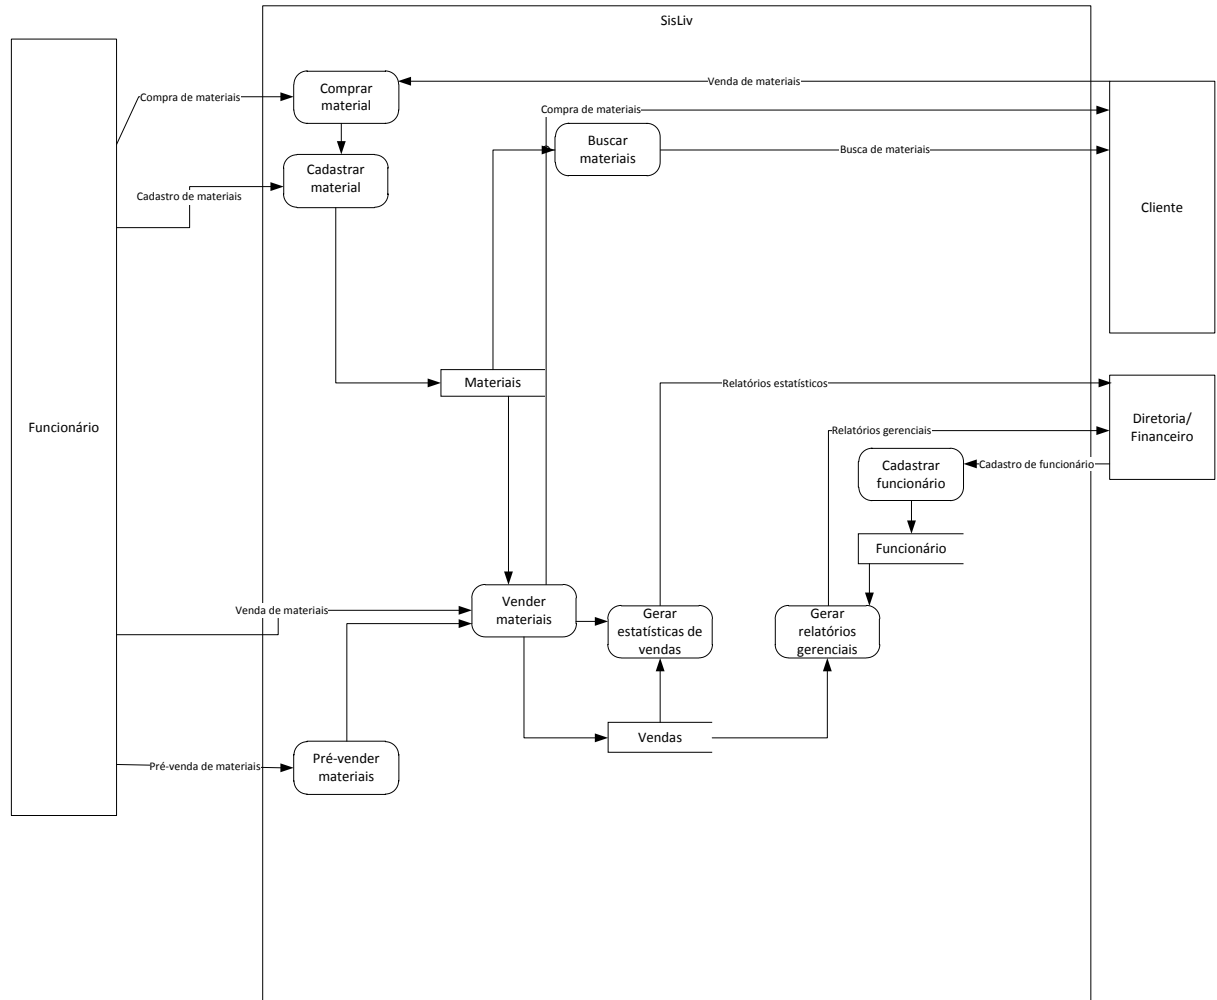 SisLiv
Venda de materiais
Comprar
material
Compra de materiais
Compra de materiais
Buscar
materiais
Busca de materiais
Cadastrar
material
Cadastro de materiais
Cliente
Materiais
Relatórios estatísticos
Diretoria/
Financeiro
Funcionário
Relatórios gerenciais
Cadastrar
funcionário
Cadastro de funcionário
Funcionário
Vender
materiais
Venda de materiais
Gerar
estatísticas de
vendas
Gerar
relatórios
gerenciais
Vendas
Pré-venda de materiais
Pré-vender
materiais